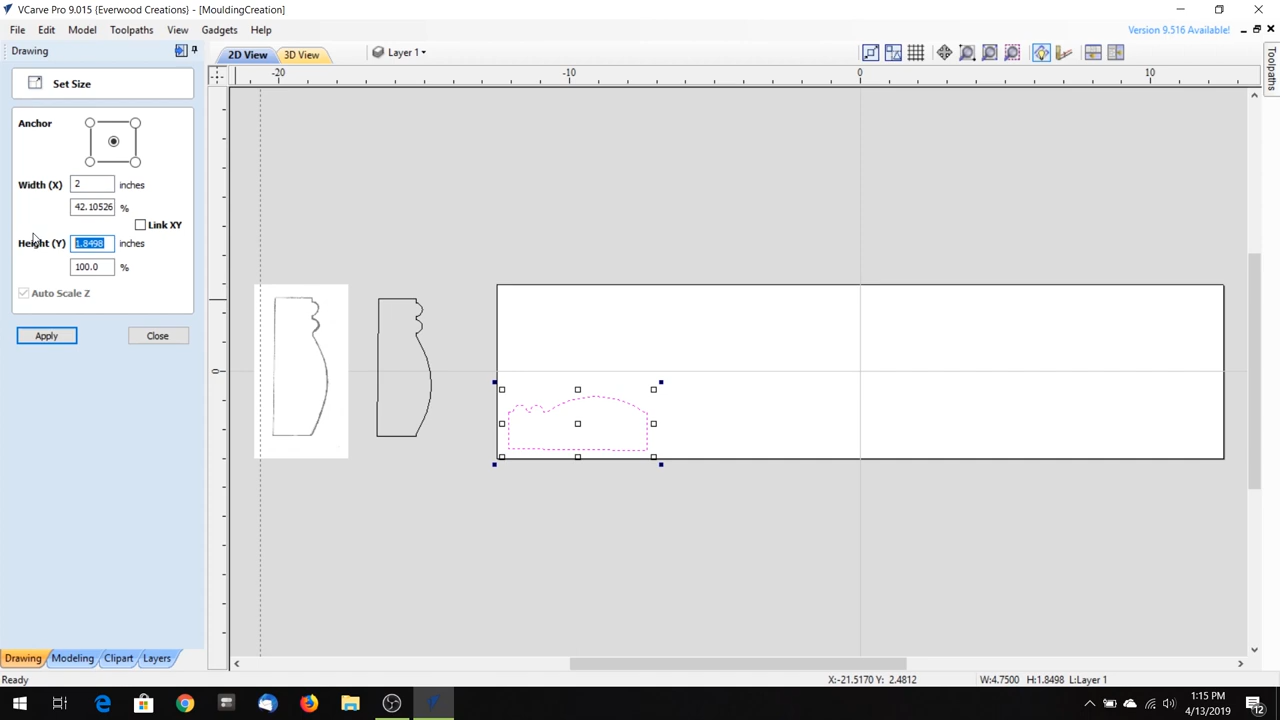 VCarve Pro 9.015 {Everwood Creations} - [MouldingCreation]
File Edit Model Toolpaths View Gadgets Help
Version 9.516 Available!
Drawing
2D View
3D View
Layer 1
Toolpaths
-20
-10
0
10
Set Size
Anchor
Width (X) 2 inches
42.10526 %
Link XY
Height (Y) 1.8498 inches
100.0 %
Auto Scale Z
Apply
Close
0
Drawing Modeling Clipart Layers
Ready
X:-21.5170 Y: 2.4812
W:4.7500 H:1.8498 L:Layer 1
1:15 PM
4/13/2019
12